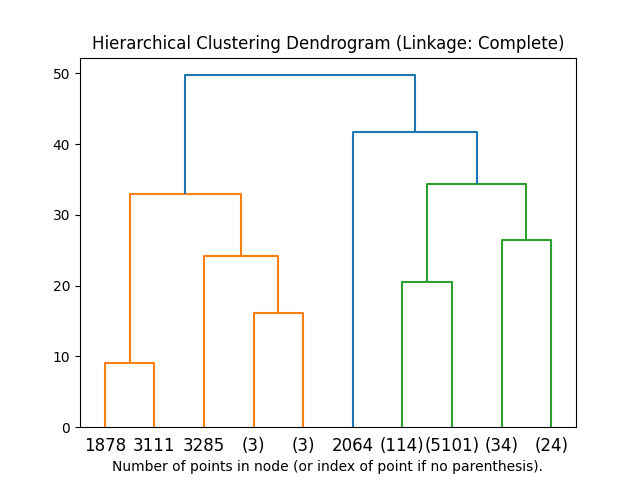 Hierarchical Clustering Dendrogram (Linkage: Complete)
50
40
30
20
10
0
1878 3111 3285 (3) (3) 2064 (114) (5101) (34) (24)
Number of points in node (or index of point if no parenthesis).